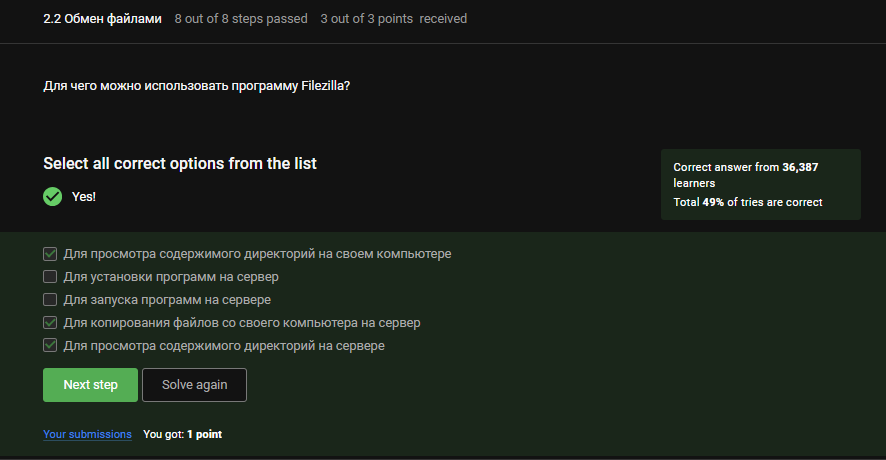 2.2 Обмен файлами 8 out of 8 steps passed 3 out of 3 points received
Для чего можно использовать программу Filezilla?
Select all correct options from the list
Yes!
Correct answer from 36,387
learners
Total 49% of tries are correct
Для просмотра содержимого директорий на своем компьютере
Для установки программ на сервер
Для запуска программ на сервере
Для копирования файлов со своего компьютера на сервер
Для просмотра содержимого директорий на сервере
Next step Solve again
Your submissions You got: 1 point